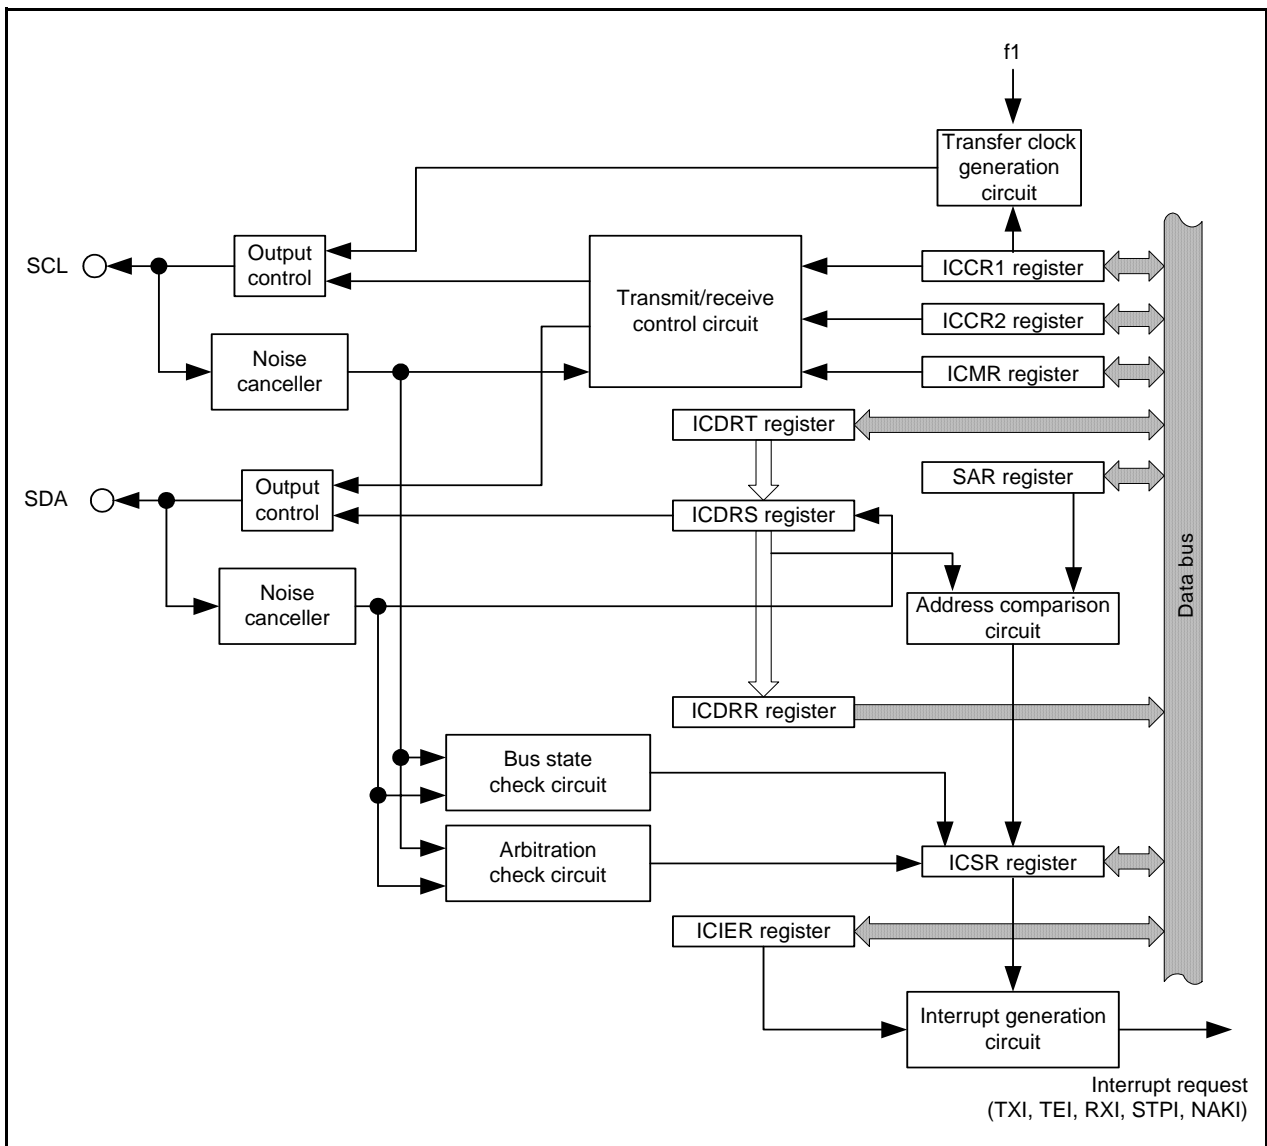 f1
Transfer clock
generation
circuit
SCL
Output
control
Transmit/receive
control circuit
ICCR1 register
ICCR2 register
Noise
canceller
ICMR register
ICDRT register
SDA
Output
control
SAR register
ICDRS register
Data bus
Noise
canceller
Address comparison
circuit
ICDRR register
Bus state
check circuit
Arbitration
check circuit
ICSR register
ICIER register
Interrupt generation
circuit
Interrupt request
(TXI, TEI, RXI, STPI, NAKI)